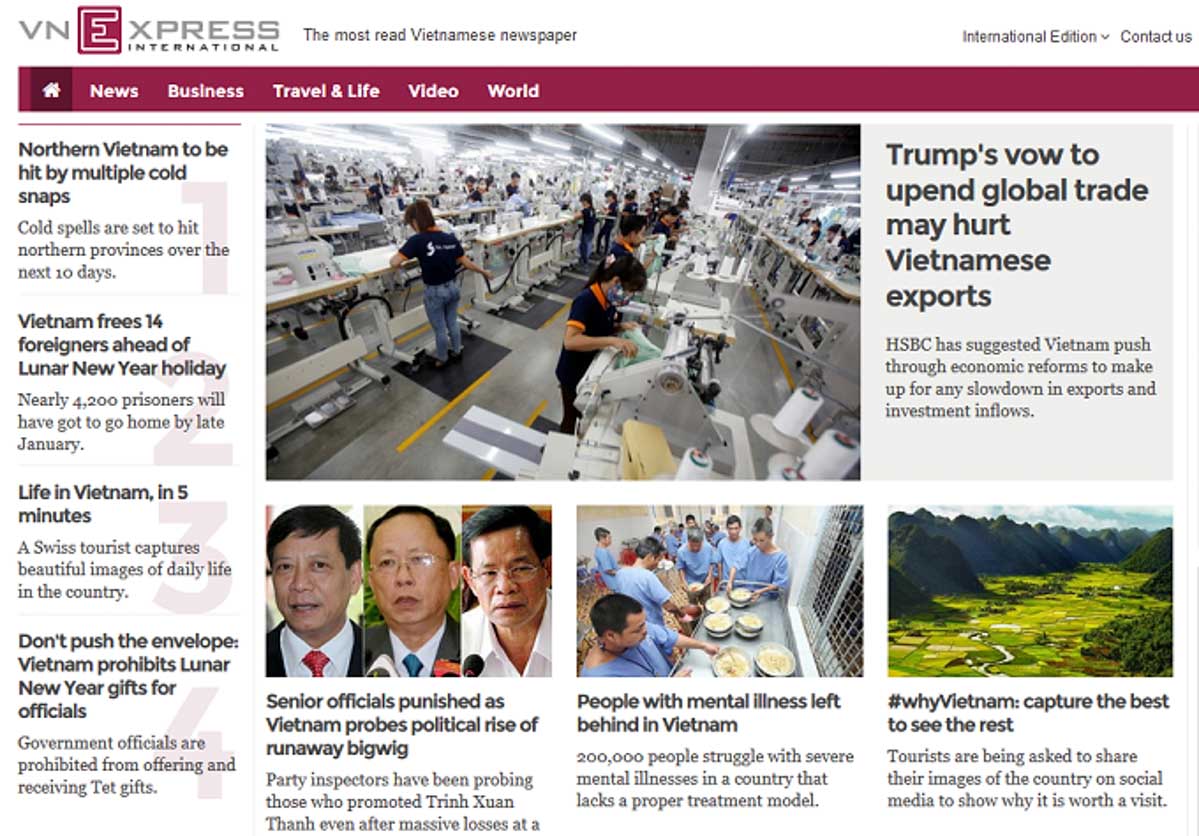 VN EXPRESS
INTERNATIONAL
The most read Vietnamese newspaper
International Edition
Contact us
News
Business
Travel & Life
Video
World
Northern Vietnam to be
hit by multiple cold
snaps
1
Cold spells are set to hit
northern provinces over the
next 10 days.
Vietnam frees 14
foreigners ahead of
Lunar New Year holiday
2
Nearly 4,200 prisoners will
have got to go home by late
January.
Life in Vietnam, in 5
minutes
3
A Swiss tourist captures
beautiful images of daily life
in the country.
Don't push the envelope:
Vietnam prohibits Lunar
New Year gifts for
officials
4
Government officials are
prohibited from offering and
receiving Tet gifts.
Trump's vow to
upend global trade
may hurt
Vietnamese
exports
HSBC has suggested Vietnam push
through economic reforms to make
up for any slowdown in exports and
investment inflows.
Senior officials punished as
Vietnam probes political rise of
runaway bigwig
Party inspectors have been probing
those who promoted Trinh Xuan
Thanh even after massive losses at a
People with mental illness left
behind in Vietnam
200,000 people struggle with severe
mental illnesses in a country that
lacks a proper treatment model.
#whyVietnam: capture the best
to see the rest
Tourists are being asked to share
their images of the country on social
media to show why it is worth a visit.